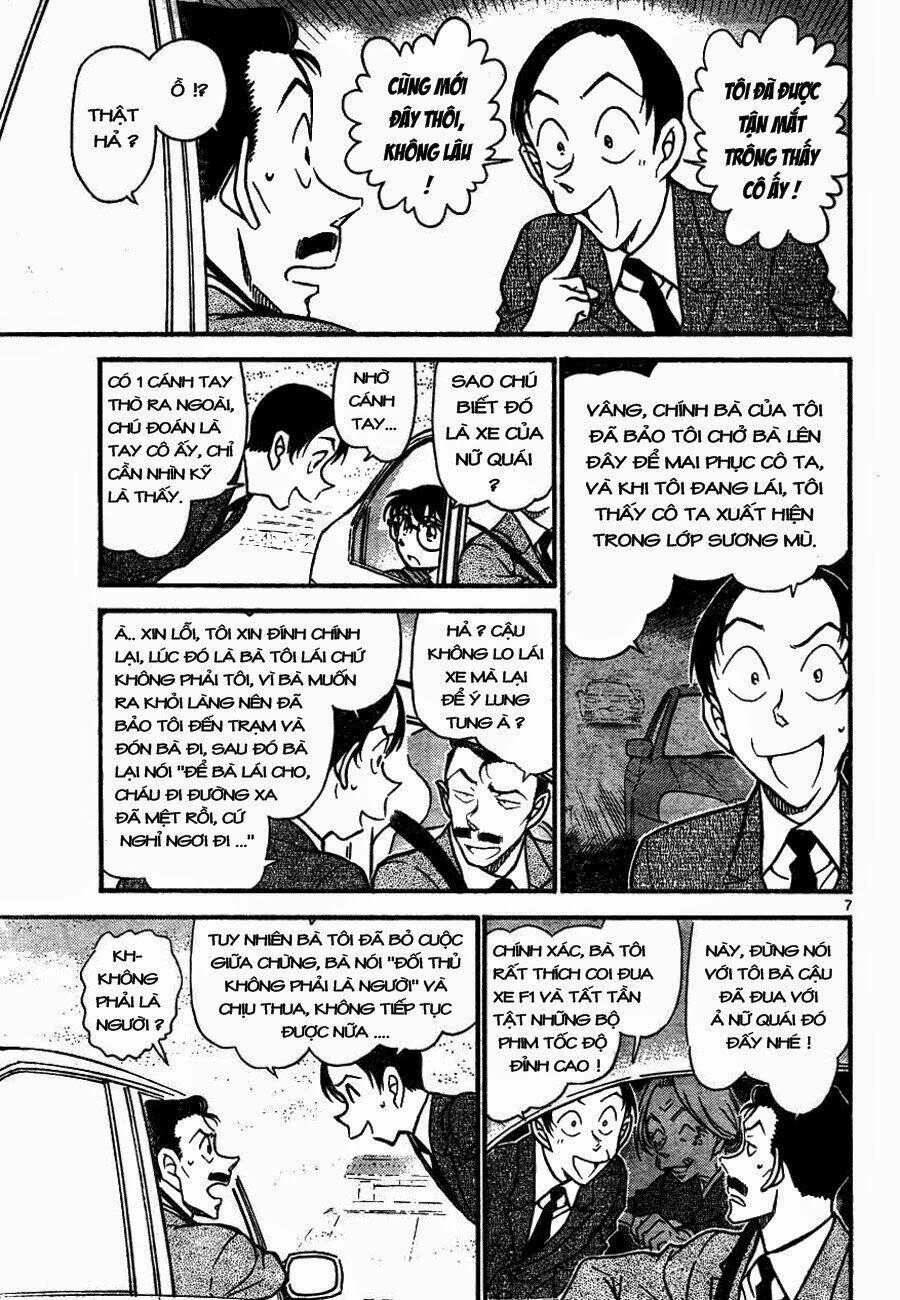 TÔI ĐÃ ĐƯỢC
TẬN MẮT
TRÔNG THẤY
CÔ ẤY !
CŨNG MỚI
ĐÂY THÔI,
KHÔNG LÂU
!
Ồ !?
THẬT
HẢ ?
VÂNG, CHÍNH BÀ CỦA TÔI
ĐÃ BẢO TÔI CHỞ BÀ LÊN
ĐÂY ĐỂ MAI PHỤC CÔ TA,
VÀ KHI TÔI ĐANG LÁI, TÔI
THẤY CÔ TA XUẤT HIỆN
TRONG LỚP SƯƠNG MÙ.
SAO CHÚ
BIẾT ĐÓ
LÀ XE CỦA
NỮ QUÁI
?
NHỜ
CÁNH
TAY...
CÓ 1 CÁNH TAY
THÒ RA NGOÀI,
CHÚ ĐOÁN LÀ
TAY CÔ ẤY, CHỈ
CẦN NHÌN KỸ
LÀ THẤY.
HẢ ? CẬU
KHÔNG LO LÁI
XE MÀ LẠI
ĐỂ Ý LUNG
TUNG À ?
À.. XIN LỖI, TÔI XIN ĐÍNH CHÍNH
LẠI, LÚC ĐÓ LÀ BÀ TÔI LÁI CHỨ
KHÔNG PHẢI TÔI, VÌ BÀ MUỐN
RA KHỎI LÀNG NÊN ĐÃ
BẢO TÔI ĐẾN TRẠM VÀ
ĐÓN BÀ ĐI, SAU ĐÓ BÀ
LẠI NÓI "ĐỂ BÀ LÁI CHO,
CHÁU ĐI ĐƯỜNG XA
ĐÃ MỆT RỒI, CỨ
NGHỈ NGƠI ĐI ..."
7
NÀY, ĐỪNG NÓI
VỚI TÔI BÀ CẬU
ĐÃ ĐUA VỚI
Ả NỮ QUÁI ĐÓ
ĐẤY NHÉ !
CHÍNH XÁC, BÀ TÔI
RẤT THÍCH COI ĐUA
XE F1 VÀ TẤT TẦN
TẬT NHỮNG BỘ
PHIM TỐC ĐỘ
ĐỈNH CAO !
TUY NHIÊN BÀ TÔI ĐÃ BỎ CUỘC
GIỮA CHỪNG, BÀ NÓI "ĐỐI THỦ
KHÔNG PHẢI LÀ NGƯỜI" VÀ
CHỊU THUA, KHÔNG TIẾP TỤC
ĐƯỢC NỮA ....
KH-
KHÔNG
PHẢI LÀ
NGƯỜI ?